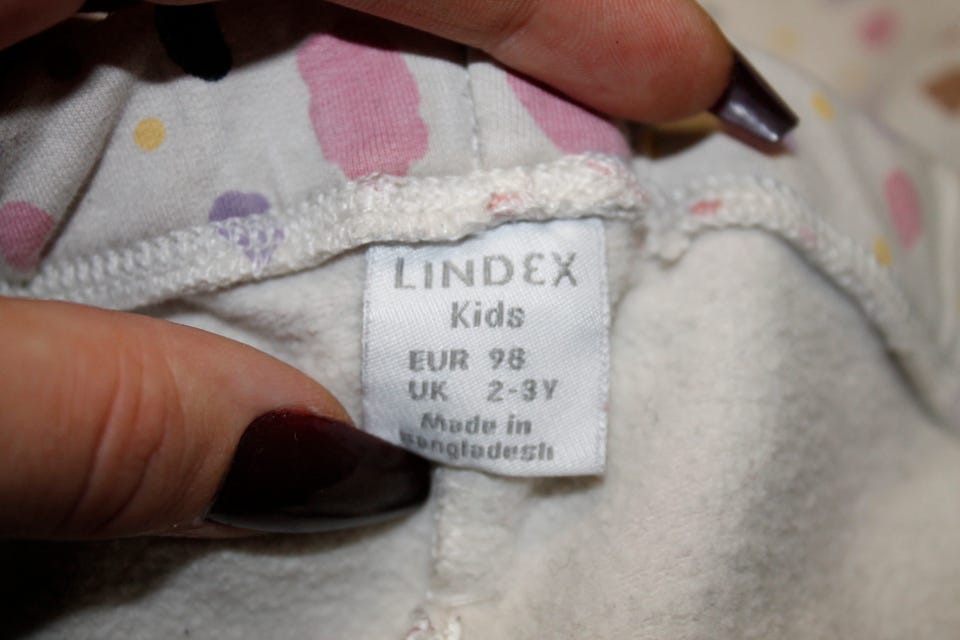 LINDEX
Kids
EUR 98
UK 2-3Y
Made in
Bangladesh